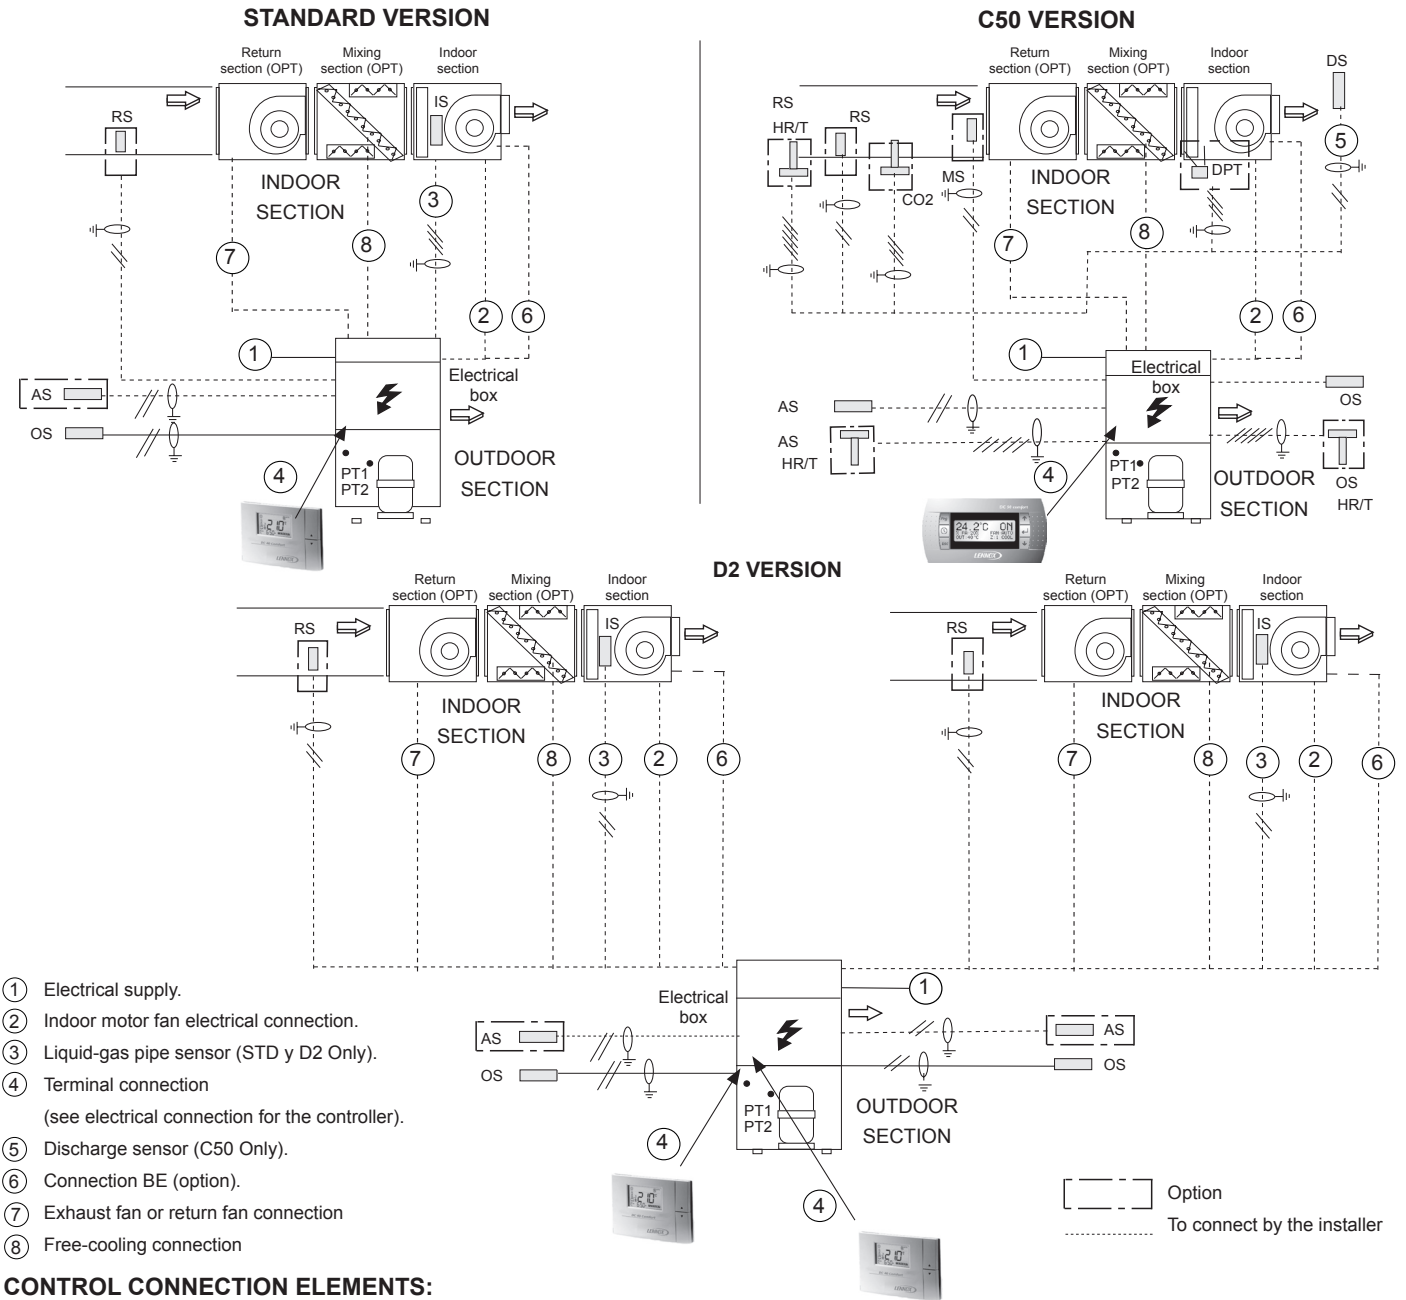 STANDARD VERSION
C50 VERSION
Return
section (OPT)
Mixing
section (OPT)
Indoor
section
RS
IS
INDOOR
SECTION
3
7
8
2
6
1
Electrical
box
AS
OS
4
PT1
PT2
OUTDOOR
SECTION
Return
section (OPT)
Mixing
section (OPT)
Indoor
section
DS
RS
HR/T
RS
5
MS
CO2
DPT
INDOOR
SECTION
7
8
2
6
1
Electrical
box
AS
OS
AS
HR/T
4
PT1
PT2
OUTDOOR
SECTION
OS
HR/T
24.2°C ON
LENNOX
D2 VERSION
Return
section (OPT)
Mixing
section (OPT)
Indoor
section
RS
IS
INDOOR
SECTION
7
8
3
2
6
Return
section (OPT)
Mixing
section (OPT)
Indoor
section
RS
IS
INDOOR
SECTION
7
8
3
2
6
Electrical
box
1
AS
OS
AS
OS
PT1
PT2
OUTDOOR
SECTION
4
4
1 Electrical supply.
2 Indoor motor fan electrical connection.
3 Liquid-gas pipe sensor (STD y D2 Only).
4 Terminal connection
(see electrical connection for the controller).
5 Discharge sensor (C50 Only).
6 Connection BE (option).
7 Exhaust fan or return fan connection
8 Free-cooling connection
Option
To connect by the installer
CONTROL CONNECTION ELEMENTS: